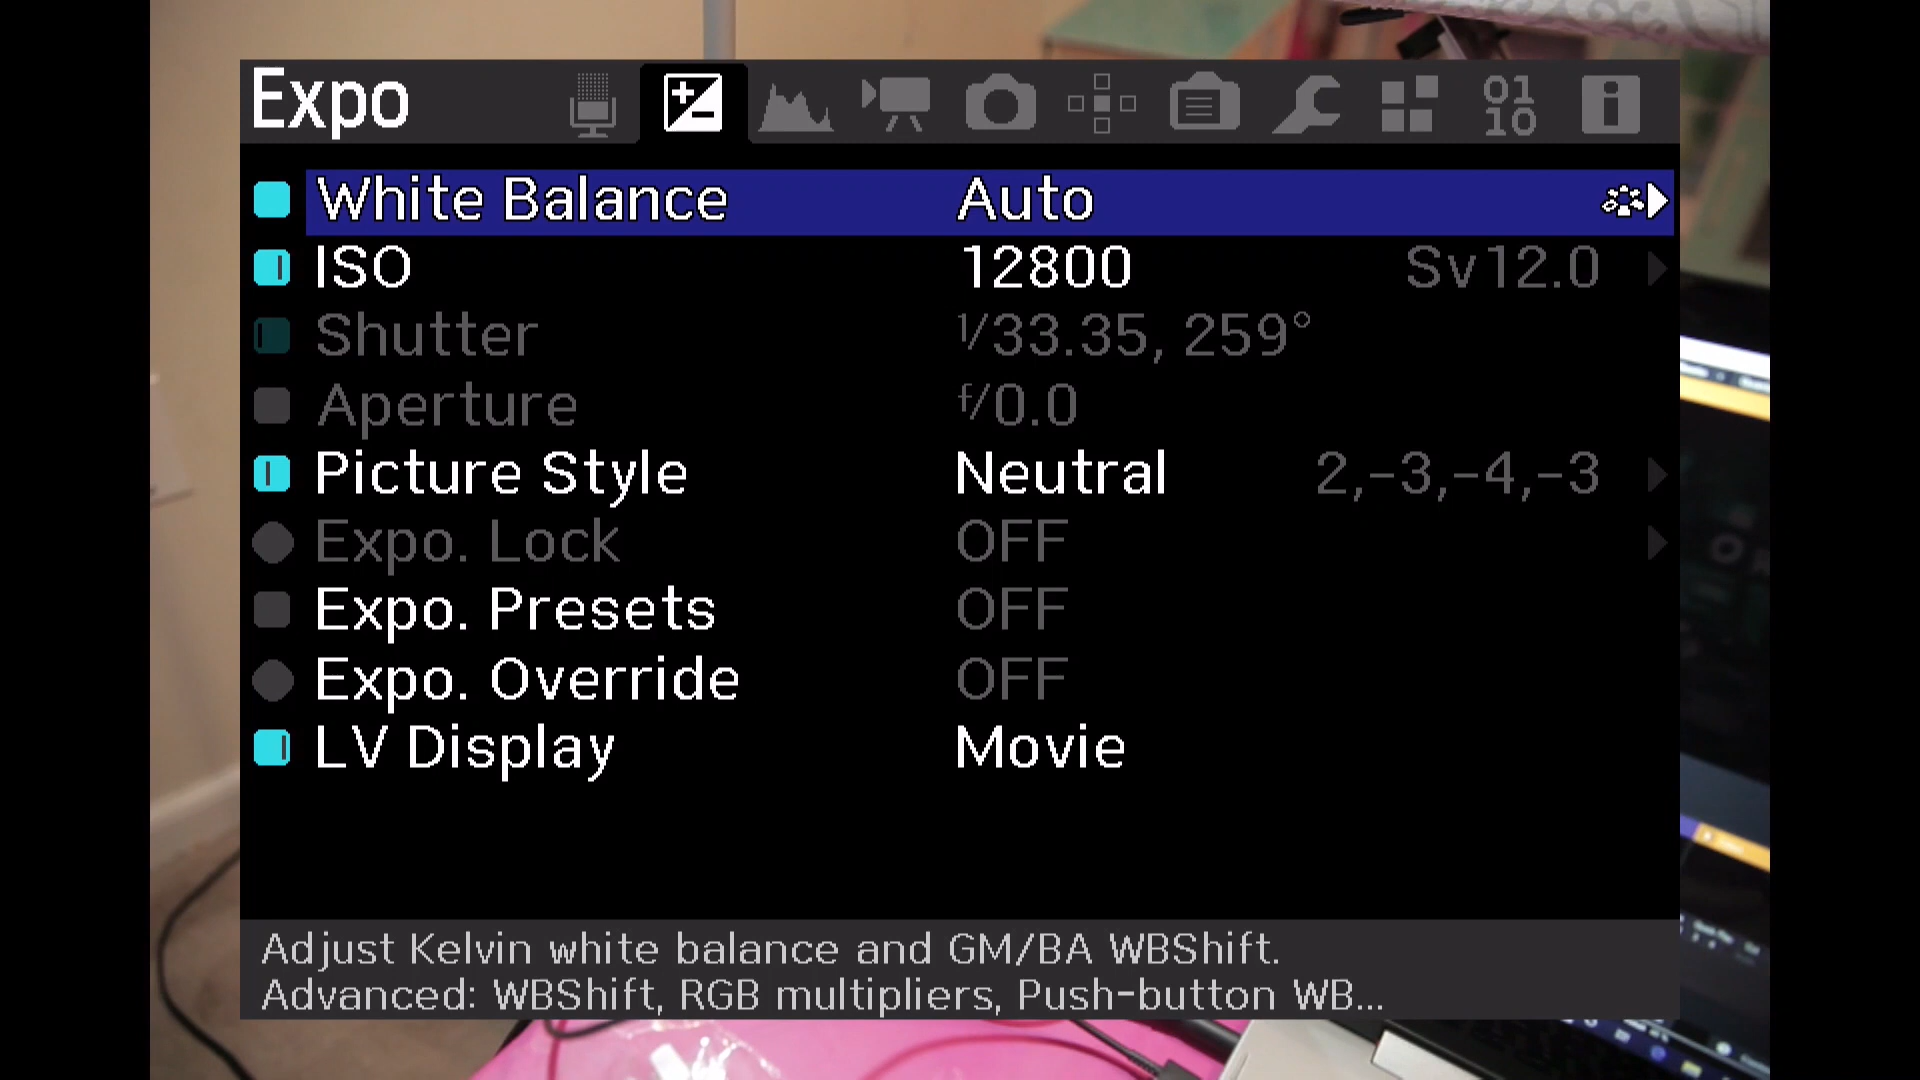 Expo
01
10
i
White Balance Auto
ISO 12800 Sv12.0
Shutter 1/33.35, 259°
Aperture f/0.0
Picture Style Neutral 2,-3,-4,-3
Expo. Lock OFF
Expo. Presets OFF
Expo. Override OFF
LV Display Movie
Adjust Kelvin white balance and GM/BA WBShift.
Advanced: WBShift, RGB multipliers, Push-button WB...